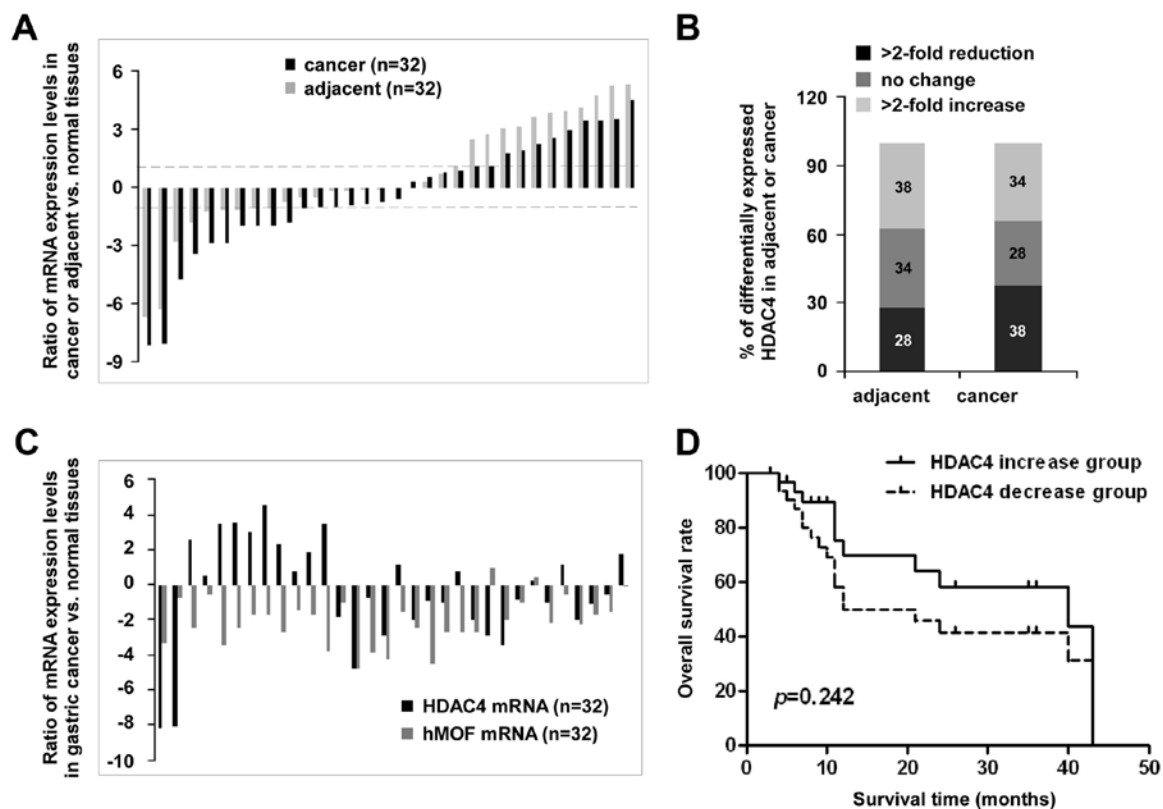 A
Ratio of mRNA expression levels in
cancer or adjacent vs. normal tissues
6
3
0
-3
-6
-9
cancer (n=32)
adjacent (n=32)
B
>2-fold reduction
no change
>2-fold increase
% of differentially expressed
HDAC4 in adjacent or cancer
120
90
60
30
0
38
34
28
34
28
38
adjacent
cancer
C
Ratio of mRNA expression levels
in gastric cancer vs. normal tissues
6
4
2
0
-2
-4
-6
-8
-10
HDAC4 mRNA (n=32)
hMOF mRNA (n=32)
D
HDAC4 increase group
HDAC4 decrease group
Overall survival rate
100
80
60
40
20
0
p=0.242
0 10 20 30 40 50
Survival time (months)